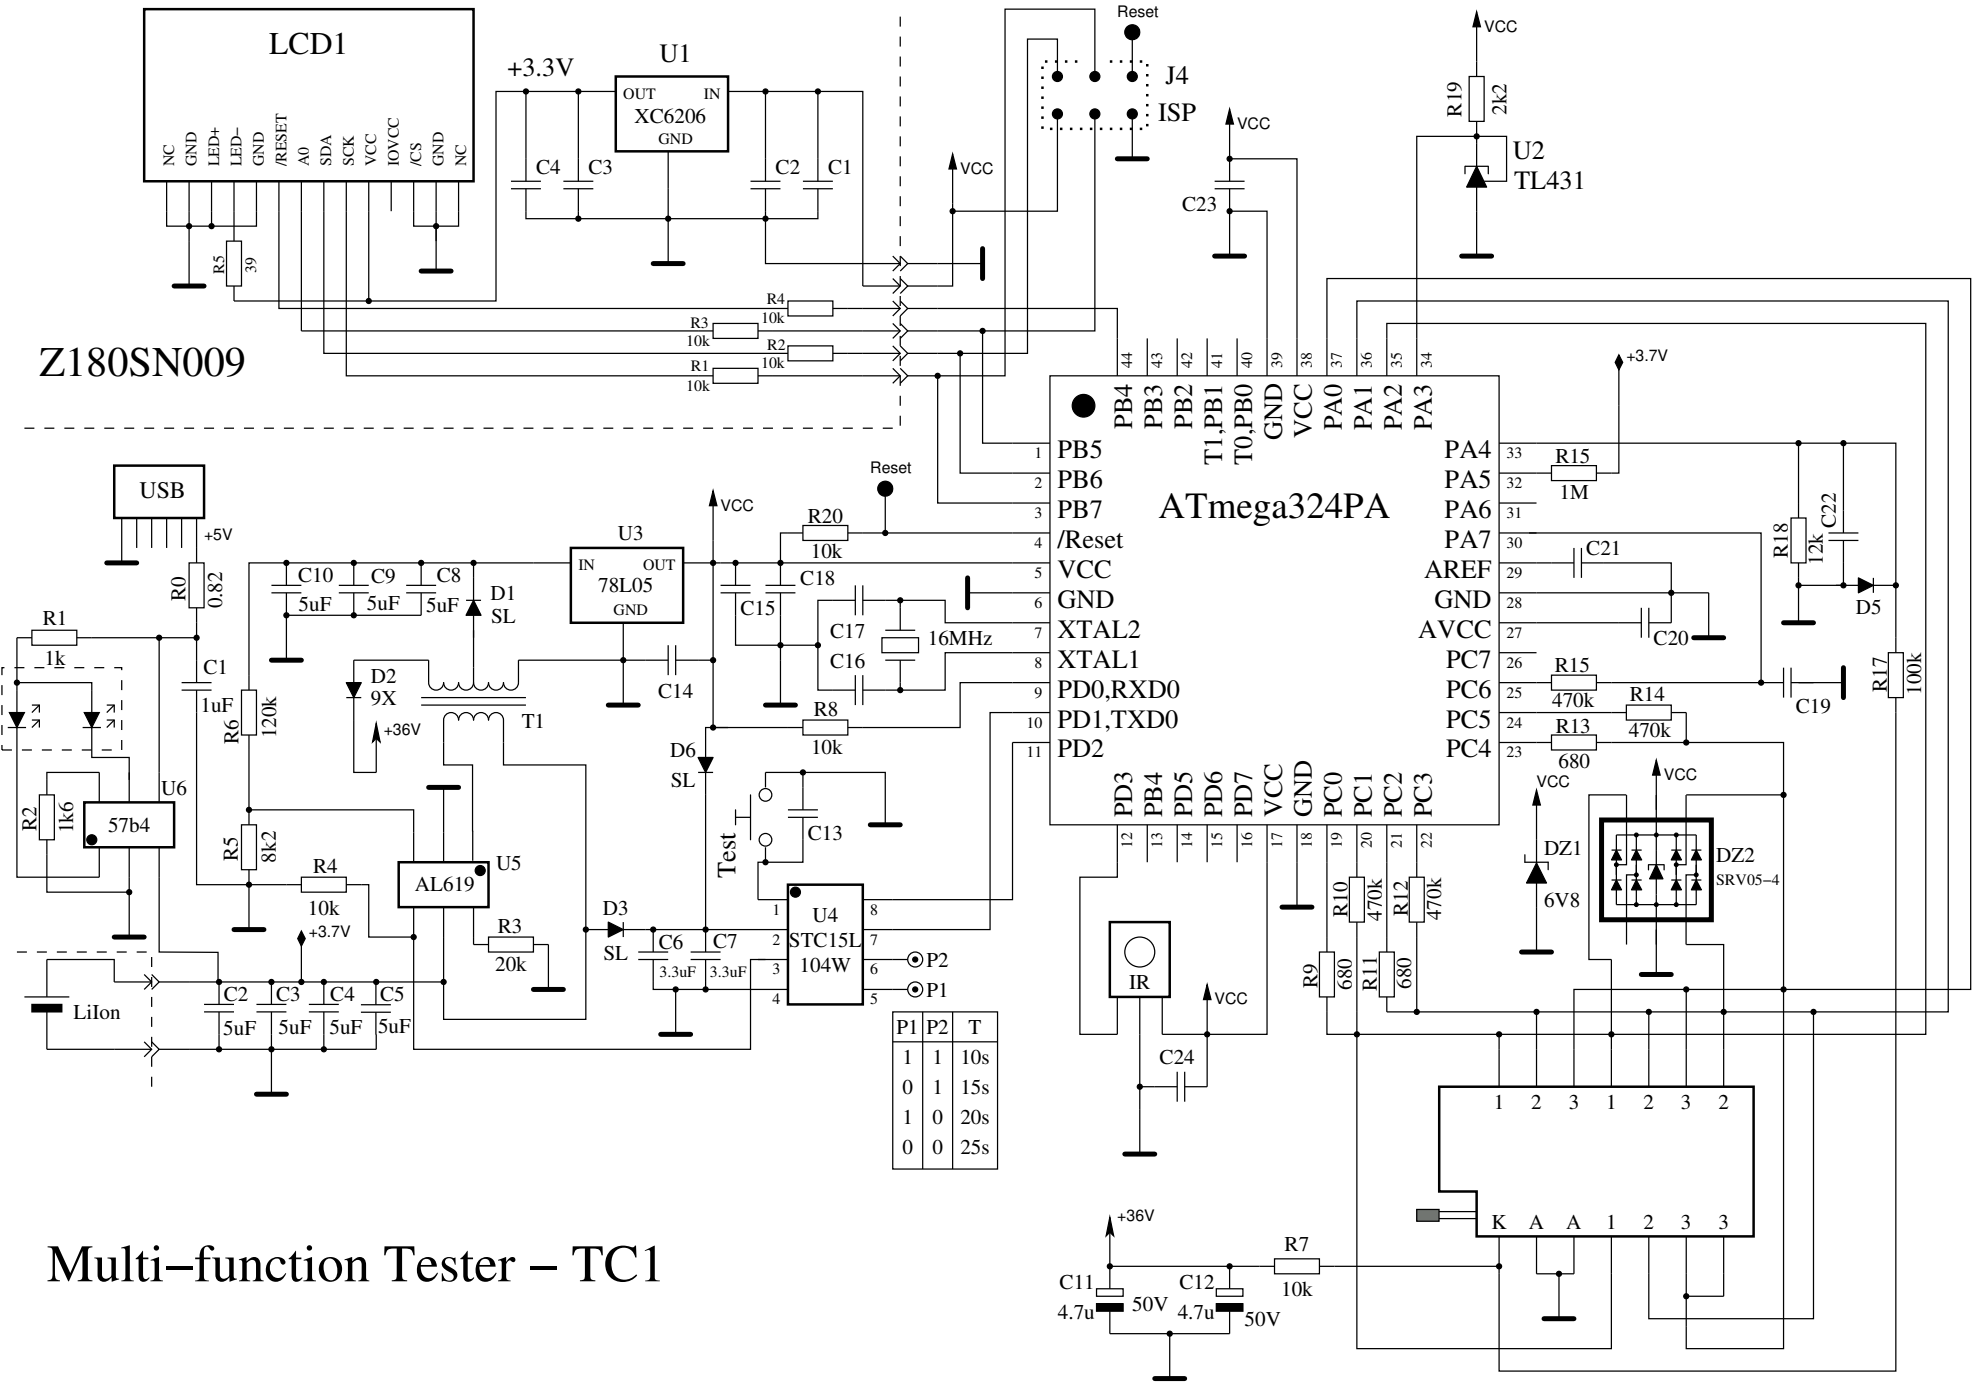 LCD1
NC GND LED+ LED− GND /RESET A0 SDA SCK VCC IOVCC /CS GND NC
R5 39
+3.3V
U1
OUT IN
XC6206
GND
C4 C3 C2 C1
Reset
J4
ISP
VCC
VCC
C23
VCC
R19 2k2
U2
TL431
R4
10k
R3
10k
R2
10k
R1
10k
Z180SN009
44 43 42 41 40 39 38 37 36 35 34
PB4 PB3 PB2 T1,PB1 T0,PB0 GND VCC PA0 PA1 PA2 PA3
ATmega324PA
1 PB5
2 PB6
3 PB7
4 /Reset
5 VCC
6 GND
7 XTAL2
8 XTAL1
9 PD0,RXD0
10 PD1,TXD0
11 PD2
PA4 33
PA5 32
PA6 31
PA7 30
AREF 29
GND 28
AVCC 27
PC7 26
PC6 25
PC5 24
PC4 23
PD3 PB4 PD5 PD6 PD7 VCC GND PC0 PC1 PC2 PC3
12 13 14 15 16 17 18 19 20 21 22
+3.7V
R15
1M
R18 12k
C22
D5
R17 100k
C21
C20
R15
470k
C19
R14
470k
R13
680
USB
+5V
R0 0.82
R1
1k
C1
1uF
R2 1k6
U6
57b4
C10
5uF
C9
5uF
C8
5uF
D1
SL
U3
IN OUT
78L05
GND
VCC
Reset
R20
10k
C15
C18
C17
C16
16MHz
C14
D2
9X
+36V
T1
R6 120k
R5 8k2
R4
10k
+3.7V
U5
AL619
R3
20k
D6
SL
R8
10k
Test
C13
D3
SL
C6
3.3uF
C7
3.3uF
U4
STC15L
104W
1 2 3 4
8 7 6 5
P2
P1
LiIon
C2
5uF
C3
5uF
C4
5uF
C5
5uF
P1 P2 T
1 1 10s
0 1 15s
1 0 20s
0 0 25s
IR
VCC
C24
R10 470k
R12 470k
R9 680
R11 680
VCC
DZ1
6V8
VCC
DZ2
SRV05−4
1 2 3 1 2 3 2
K A A 1 2 3 3
+36V
C11
4.7u
50V
C12
4.7u
50V
R7
10k
Multi−function Tester − TC1